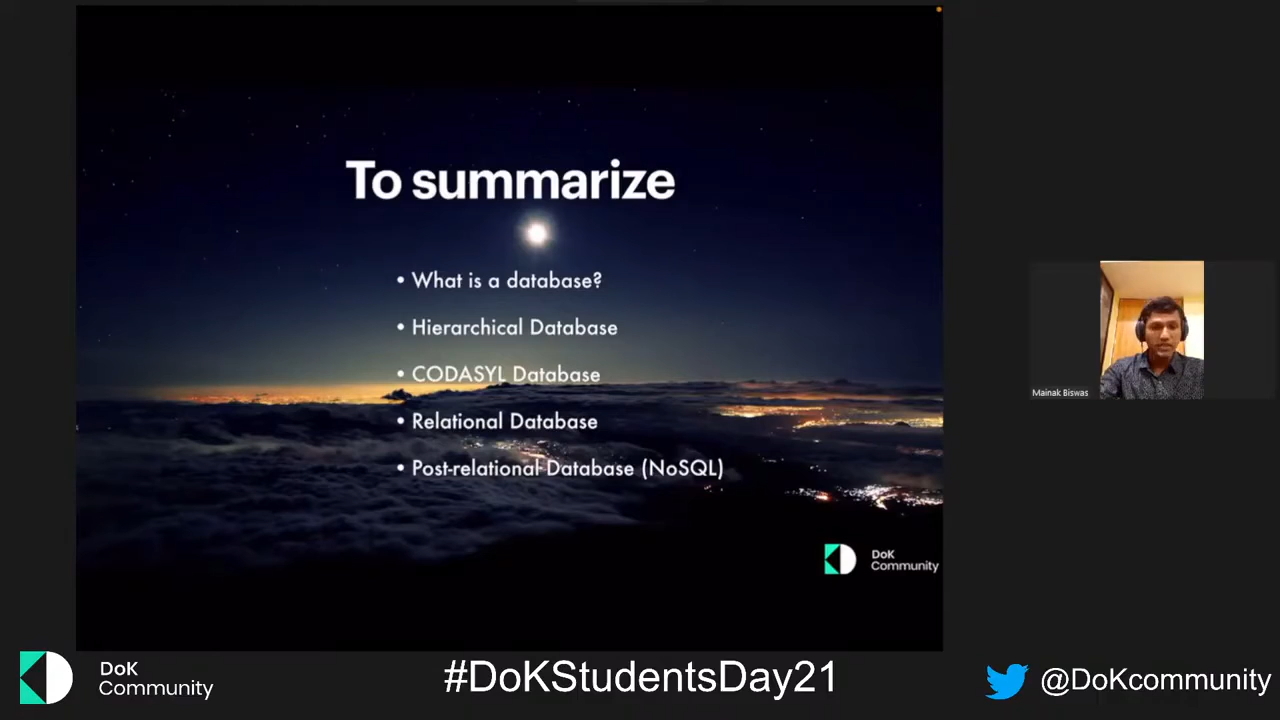 To summarize
• What is a database?
• Hierarchical Database
• CODASYL Database
• Relational Database
• Post-relational Database (NoSQL)
DoK
Community
Mainak Biswas
DoK
Community
#DoKStudentsDay21
@DoKcommunity